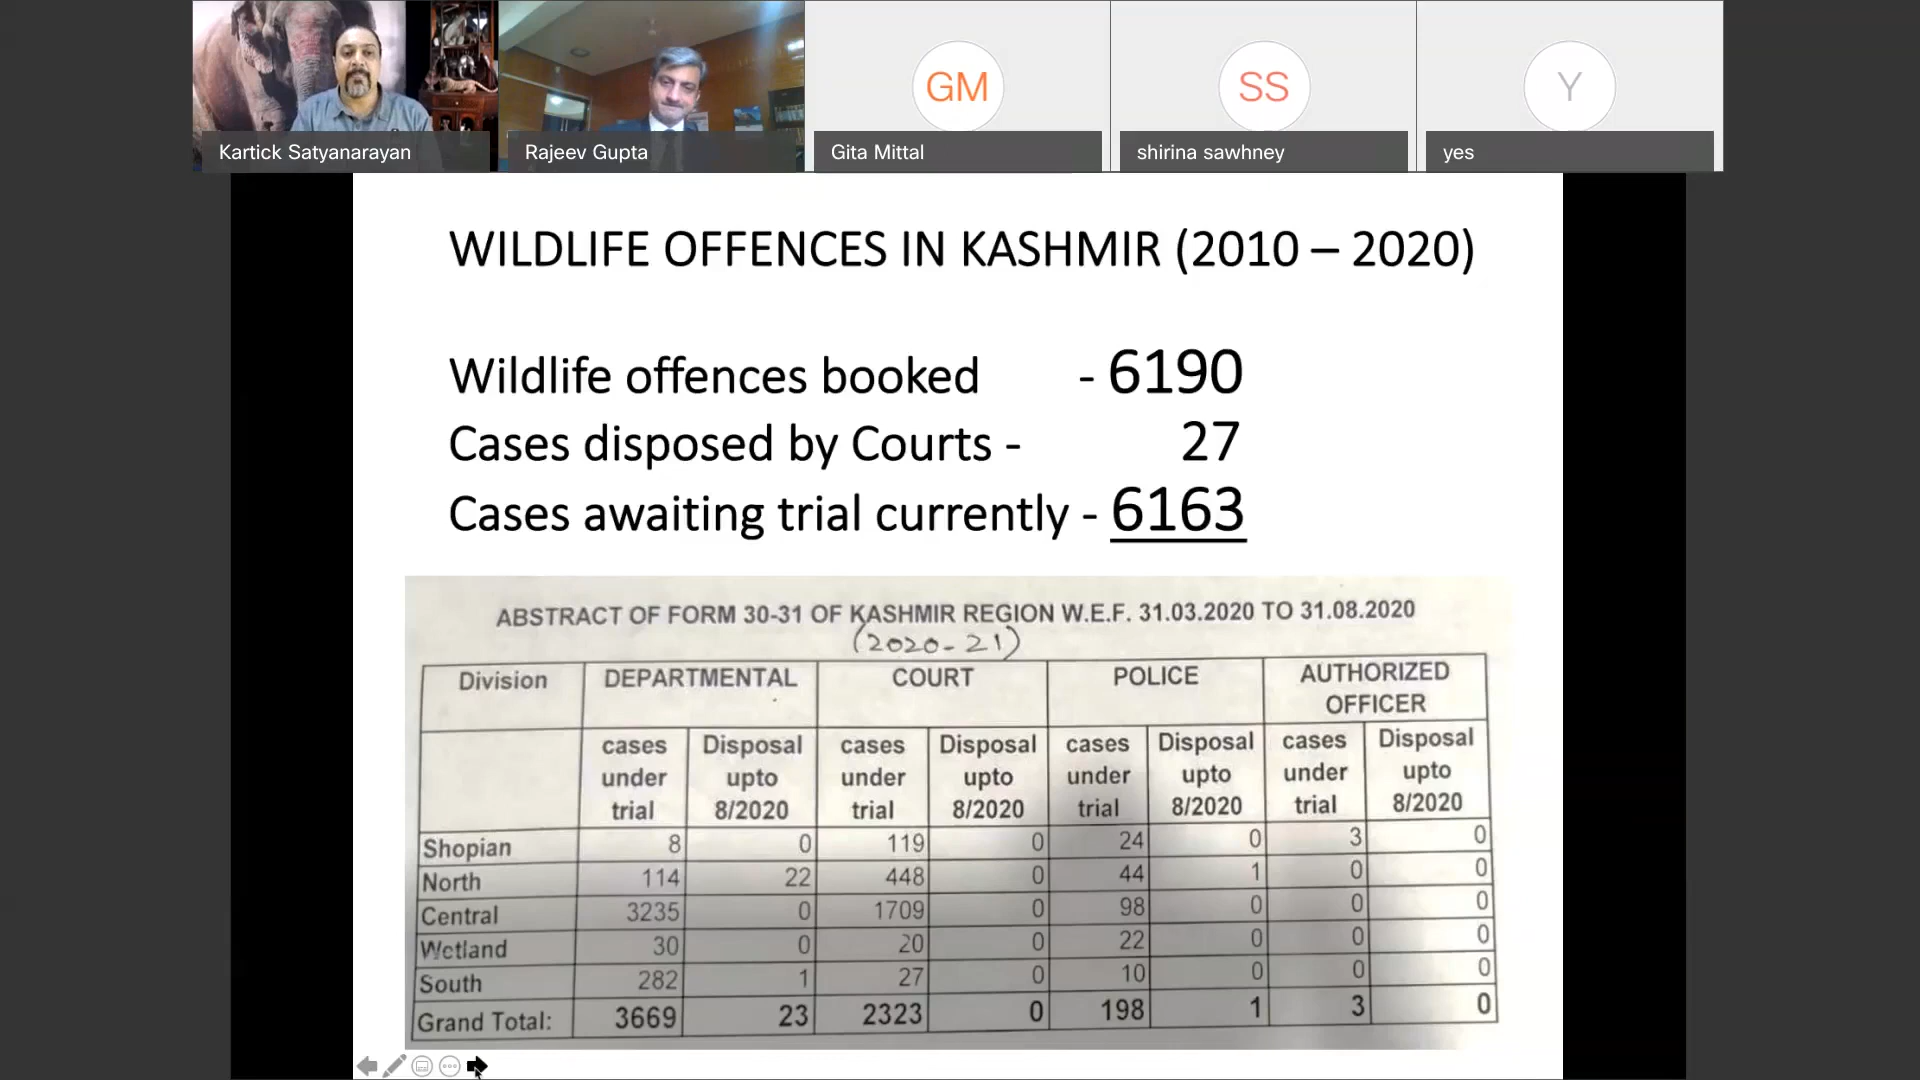 GM
SS
Y
Kartick Satyanarayan
Rajeev Gupta
Gita Mittal
shirina sawhney
yes
WILDLIFE OFFENCES IN KASHMIR (2010 – 2020)
Wildlife offences booked - 6190
Cases disposed by Courts - 27
Cases awaiting trial currently - 6163
ABSTRACT OF FORM 30-31 OF KASHMIR REGION W.E.F. 31.03.2020 TO 31.08.2020
(2020-21)
Division DEPARTMENTAL COURT POLICE AUTHORIZED OFFICER
cases under trial Disposal upto 8/2020 cases under trial Disposal upto 8/2020 cases under trial Disposal upto 8/2020 cases under trial Disposal upto 8/2020
Shopian 8 0 119 0 24 0 3 0
North 114 22 448 0 44 1 0 0
Central 3235 0 1709 0 98 0 0 0
Wetland 30 0 20 0 22 0 0 0
South 282 1 27 0 10 0 0 0
Grand Total: 3669 23 2323 0 198 1 3 0